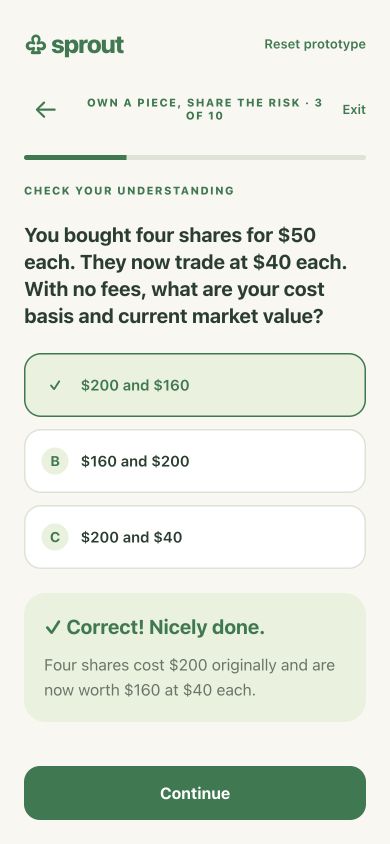 sprout
Reset prototype
OWN A PIECE, SHARE THE RISK · 3
OF 10
Exit
CHECK YOUR UNDERSTANDING
You bought four shares for $50
each. They now trade at $40 each.
With no fees, what are your cost
basis and current market value?
$200 and $160
B
$160 and $200
C
$200 and $40
✓ Correct! Nicely done.
Four shares cost $200 originally and are
now worth $160 at $40 each.
Continue